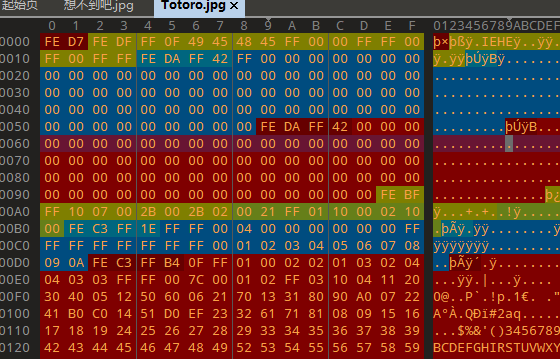 起始页 想不到吧.jpg Totoro.jpg ×
0 1 2 3 4 5 6 7 8 9 A B C D E F 0123456789ABCDEF
0000 FE D7 FE DF FF 0F 49 45 48 45 FF 00 00 FF FF 00 þ×þßÿ.IEHEÿ..ÿÿ.
0010 FF 00 FF FF FE DA FF 42 FF 00 00 00 00 00 00 00 ÿ.ÿÿþÚÿBÿ.......
0020 00 00 00 00 00 00 00 00 00 00 00 00 00 00 00 00 ................
0030 00 00 00 00 00 00 00 00 00 00 00 00 00 00 00 00 ................
0040 00 00 00 00 00 00 00 00 00 00 00 00 00 00 00 00 ................
0050 00 00 00 00 00 00 00 00 00 FE DA FF 42 00 00 00 .........þÚÿB...
0060 00 00 00 00 00 00 00 00 00 00 00 00 00 00 00 00 ................
0070 00 00 00 00 00 00 00 00 00 00 00 00 00 00 00 00 ................
0080 00 00 00 00 00 00 00 00 00 00 00 00 00 00 00 00 ................
0090 00 00 00 00 00 00 00 00 00 00 00 00 00 00 FE BF ..............þ¿
00A0 FF 10 07 00 2B 00 2B 02 00 21 FF 01 10 00 02 10 ÿ...+.+..!ÿ.....
00B0 00 FE C3 FF 1E FF FF 00 04 00 00 00 00 00 00 FF .þÃÿ.ÿÿ........ÿ
00C0 FF FF FF FF FF FF FF 00 01 02 03 04 05 06 07 08 ÿÿÿÿÿÿÿ.........
00D0 09 0A FE C3 FF B4 0F FF 01 00 02 02 01 03 02 04 ..þÃÿ´.ÿ........
00E0 04 03 03 FF FF 00 7C 00 01 02 FF 03 10 04 11 20 ...ÿÿ.|...ÿ....
00F0 30 40 05 12 50 60 06 21 70 13 31 80 90 A0 07 22 0@..P`.!p.1€.. ."
0100 41 B0 C0 14 51 D0 EF 23 32 61 71 81 08 09 15 16 A°À.QÐï#2aq.....
0110 17 18 19 24 25 26 27 28 29 33 34 35 36 37 38 39 ...$%&'()3456789
0120 42 43 44 45 46 47 48 49 52 53 54 55 56 57 58 59 BCDEFGHIRSTUVWXY